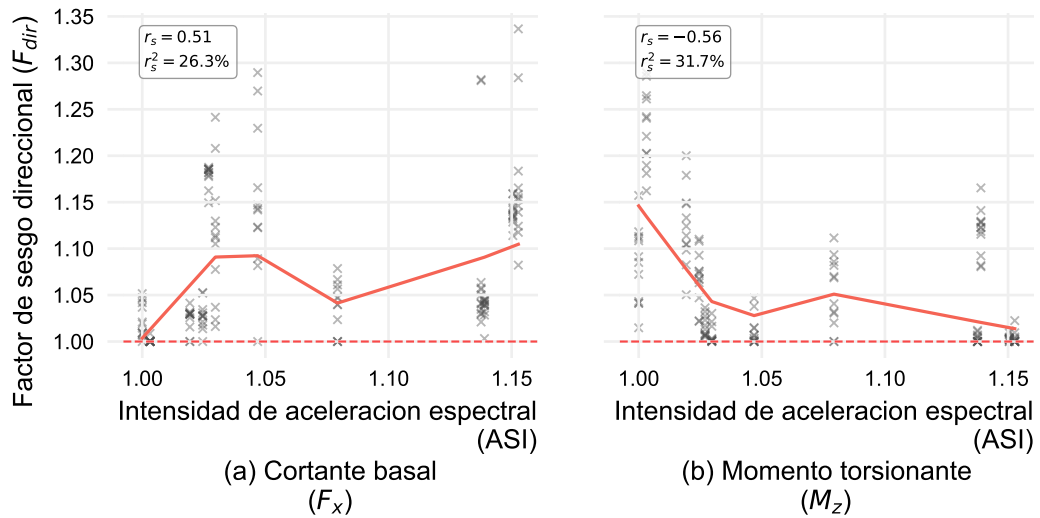 Factor de sesgo direccional (F_dir)
1.35
1.30
1.25
1.20
1.15
1.10
1.05
1.00
r_s = 0.51
r_s^2 = 26.3%
1.00 1.05 1.10 1.15
Intensidad de aceleracion espectral
(ASI)
(a) Cortante basal
(F_x)
r_s = −0.56
r_s^2 = 31.7%
1.00 1.05 1.10 1.15
Intensidad de aceleracion espectral
(ASI)
(b) Momento torsionante
(M_z)